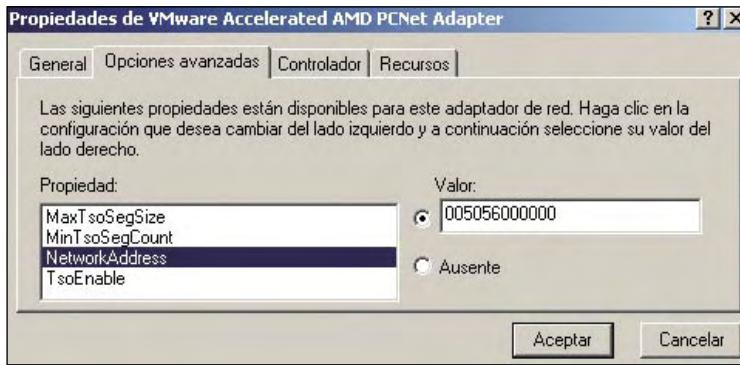 Propiedades de VMware Accelerated AMD PCNet Adapter
General Opciones avanzadas Controlador Recursos
Las siguientes propiedades están disponibles para este adaptador de red. Haga clic en la
configuración que desea cambiar del lado izquierdo y a continuación seleccione su valor del
lado derecho.
Propiedad: Valor:
MaxTsoSegSize 005056000000
MinTsoSegCount
NetworkAddress
TsoEnable Ausente
Aceptar Cancelar